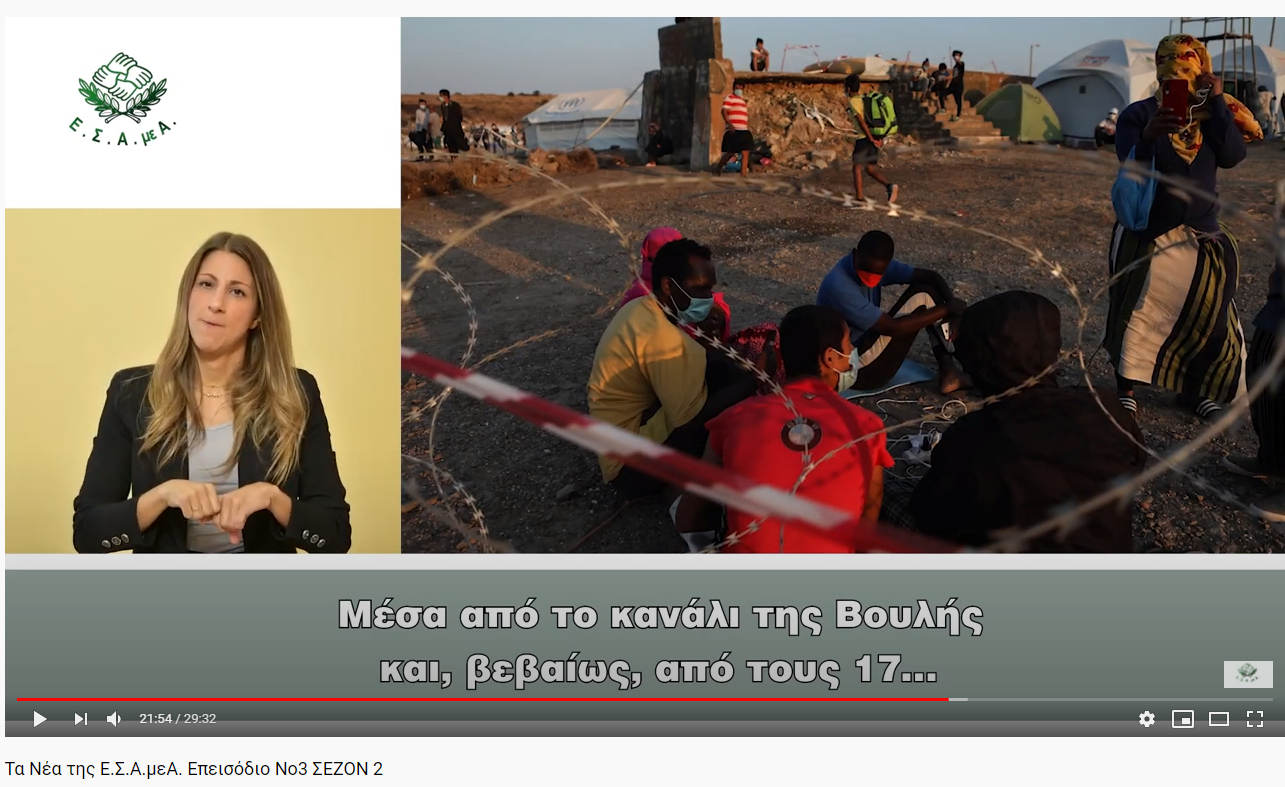 Ε.Σ.Α.μεΑ.
Μέσα από το κανάλι της Βουλής
και, βεβαίως, από τους 17...
21:54 / 29:32
Τα Νέα της Ε.Σ.Α.μεΑ. Επεισόδιο Νο3 ΣΕΖΟΝ 2